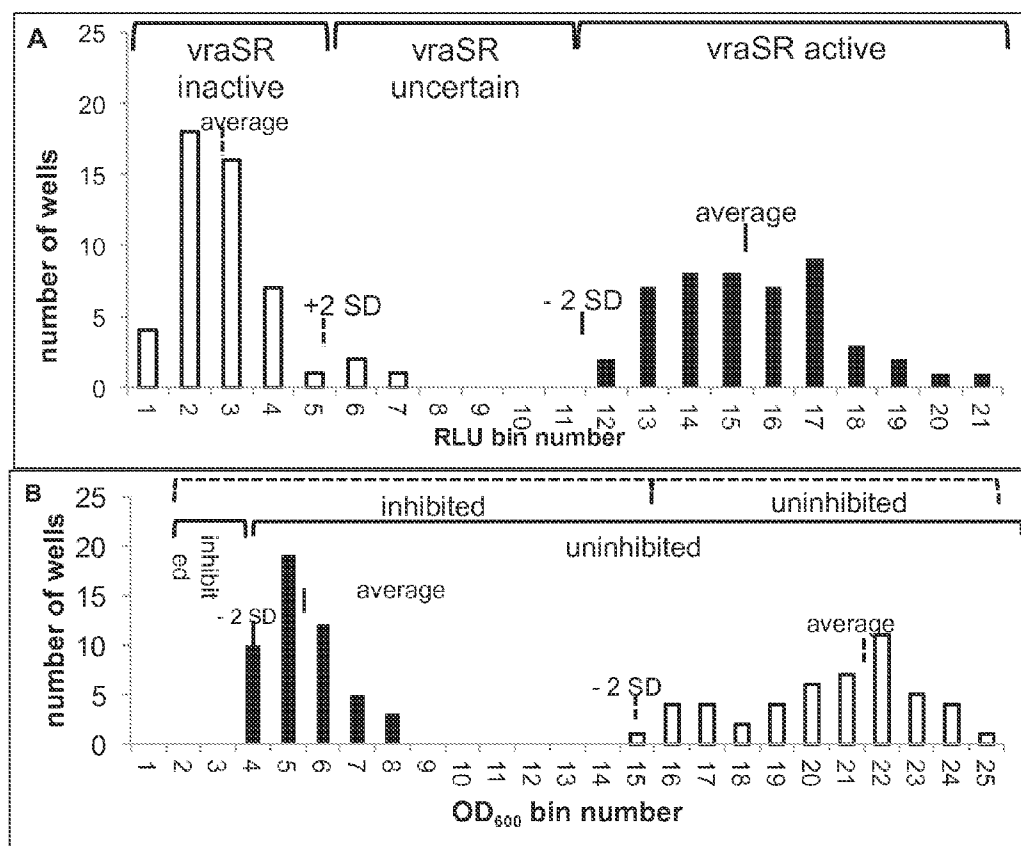 A
25
20
15
10
5
0
number of wells
vraSR
inactive
vraSR
uncertain
vraSR active
average
+2 SD
- 2 SD
average
1 2 3 4 5 6 7 8 9 10 11 12 13 14 15 16 17 18 19 20 21
RLU bin number
B
25
20
15
10
5
0
number of wells
inhibited
uninhibited
inhibit
ed
uninhibited
- 2 SD
average
- 2 SD
average
1 2 3 4 5 6 7 8 9 10 11 12 13 14 15 16 17 18 19 20 21 22 23 24 25
OD600 bin number